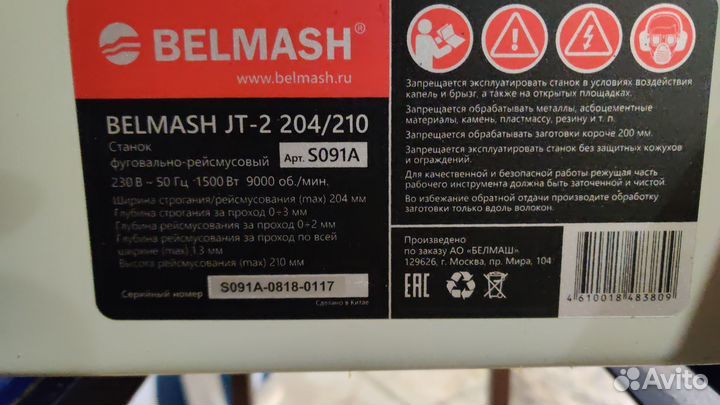 BELMASH®
www.belmash.ru
BELMASH JT-2 204/210
Станок
фуговально-рейсмусовый Арт. S091A
230 В ~ 50 Гц 1500 Вт 9000 об./мин.
Ширина строгания/рейсмусования (max) 204 мм
Глубина строгания за проход 0÷3 мм
Глубина рейсмусования за проход 0÷2 мм
Глубина рейсмусования за проход по всей
ширине (max) 1.3 мм
Высота рейсмусования (max) 210 мм
Серийный номер S091A-0818-0117
Сделано в Китае
Запрещается эксплуатировать станок в условиях воздействия
капель и брызг, а также на открытых площадках.
Запрещается обрабатывать металлы, асбоцементные
материалы, камень, пластмассу, резину и т. п.
Запрещается обрабатывать заготовки короче 200 мм.
Запрещается эксплуатировать станок без защитных кожухов
и ограждений.
Для качественной и безопасной работы режущая часть
рабочего инструмента должна быть заточенной и чистой.
Во избежание обратной отдачи производите обработку
заготовки только вдоль волокон.
Произведено
по заказу АО «БЕЛМАШ»
129626, г. Москва, пр. Мира, 104
EAC
4 610018 483809
Avito